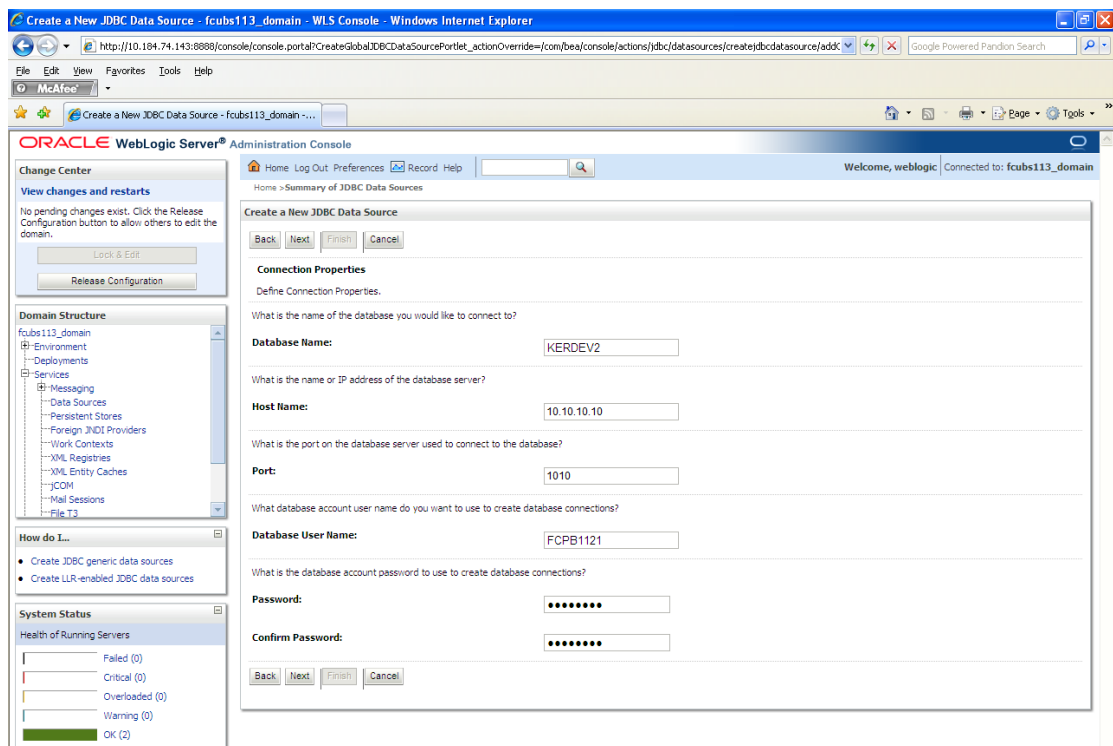 Create a New JDBC Data Source - fcubs113_domain - WLS Console - Windows Internet Explorer
http://10.184.74.143:8888/console/console.portal?CreateGlobalJDBCDataSourcePortlet_actionOverride=/com/bea/console/actions/jdbc/datasources/createjdbcdatasource/addC
Google Powered Pandion Search
File Edit View Favorites Tools Help
McAfee
Create a New JDBC Data Source - fcubs113_domain -...
Page Tools »
ORACLE WebLogic Server® Administration Console
Change Center
View changes and restarts
No pending changes exist. Click the Release
Configuration button to allow others to edit the
domain.
Lock & Edit
Release Configuration
Domain Structure
fcubs113_domain
Environment
Deployments
Services
Messaging
Data Sources
Persistent Stores
Foreign JNDI Providers
Work Contexts
XML Registries
XML Entity Caches
jCOM
Mail Sessions
File T3
How do I...
Create JDBC generic data sources
Create LLR-enabled JDBC data sources
System Status
Health of Running Servers
Failed (0)
Critical (0)
Overloaded (0)
Warning (0)
OK (2)
Home Log Out Preferences Record Help
Welcome, weblogic Connected to: fcubs113_domain
Home >Summary of JDBC Data Sources
Create a New JDBC Data Source
Back Next Finish Cancel
Connection Properties
Define Connection Properties.
What is the name of the database you would like to connect to?
Database Name: KERDEV2
What is the name or IP address of the database server?
Host Name: 10.10.10.10
What is the port on the database server used to connect to the database?
Port: 1010
What database account user name do you want to use to create database connections?
Database User Name: FCPB1121
What is the database account password to use to create database connections?
Password: ●●●●●●●●
Confirm Password: ●●●●●●●●
Back Next Finish Cancel